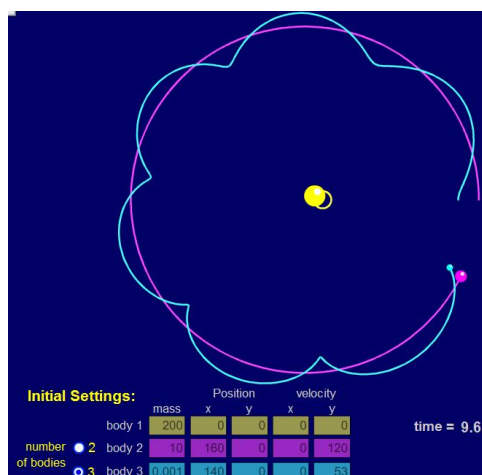 Initial Settings:
Position velocity
mass x y x y
body 1 200 0 0 0 0
time = 9.6
number of bodies
2
body 2 10 160 0 0 120
3
body 3 0.001 140 0 0 53